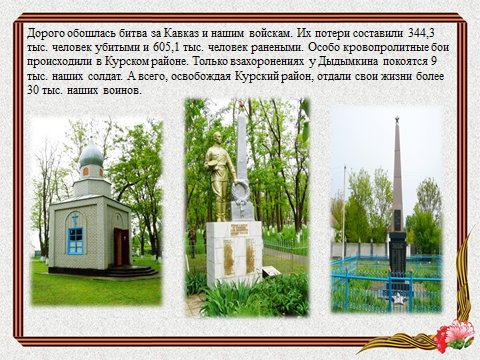 Дорого обошлась битва за Кавказ и нашим войскам. Их потери составили 344,3
тыс. человек убитыми и 605,1 тыс. человек ранеными. Особо кровопролитные бои
происходили в Курском районе. Только взахоронениях у Дыдымкина покоятся 9
тыс. наших солдат. А всего, освобождая Курский район, отдали свои жизни более
30 тыс. наших воинов.